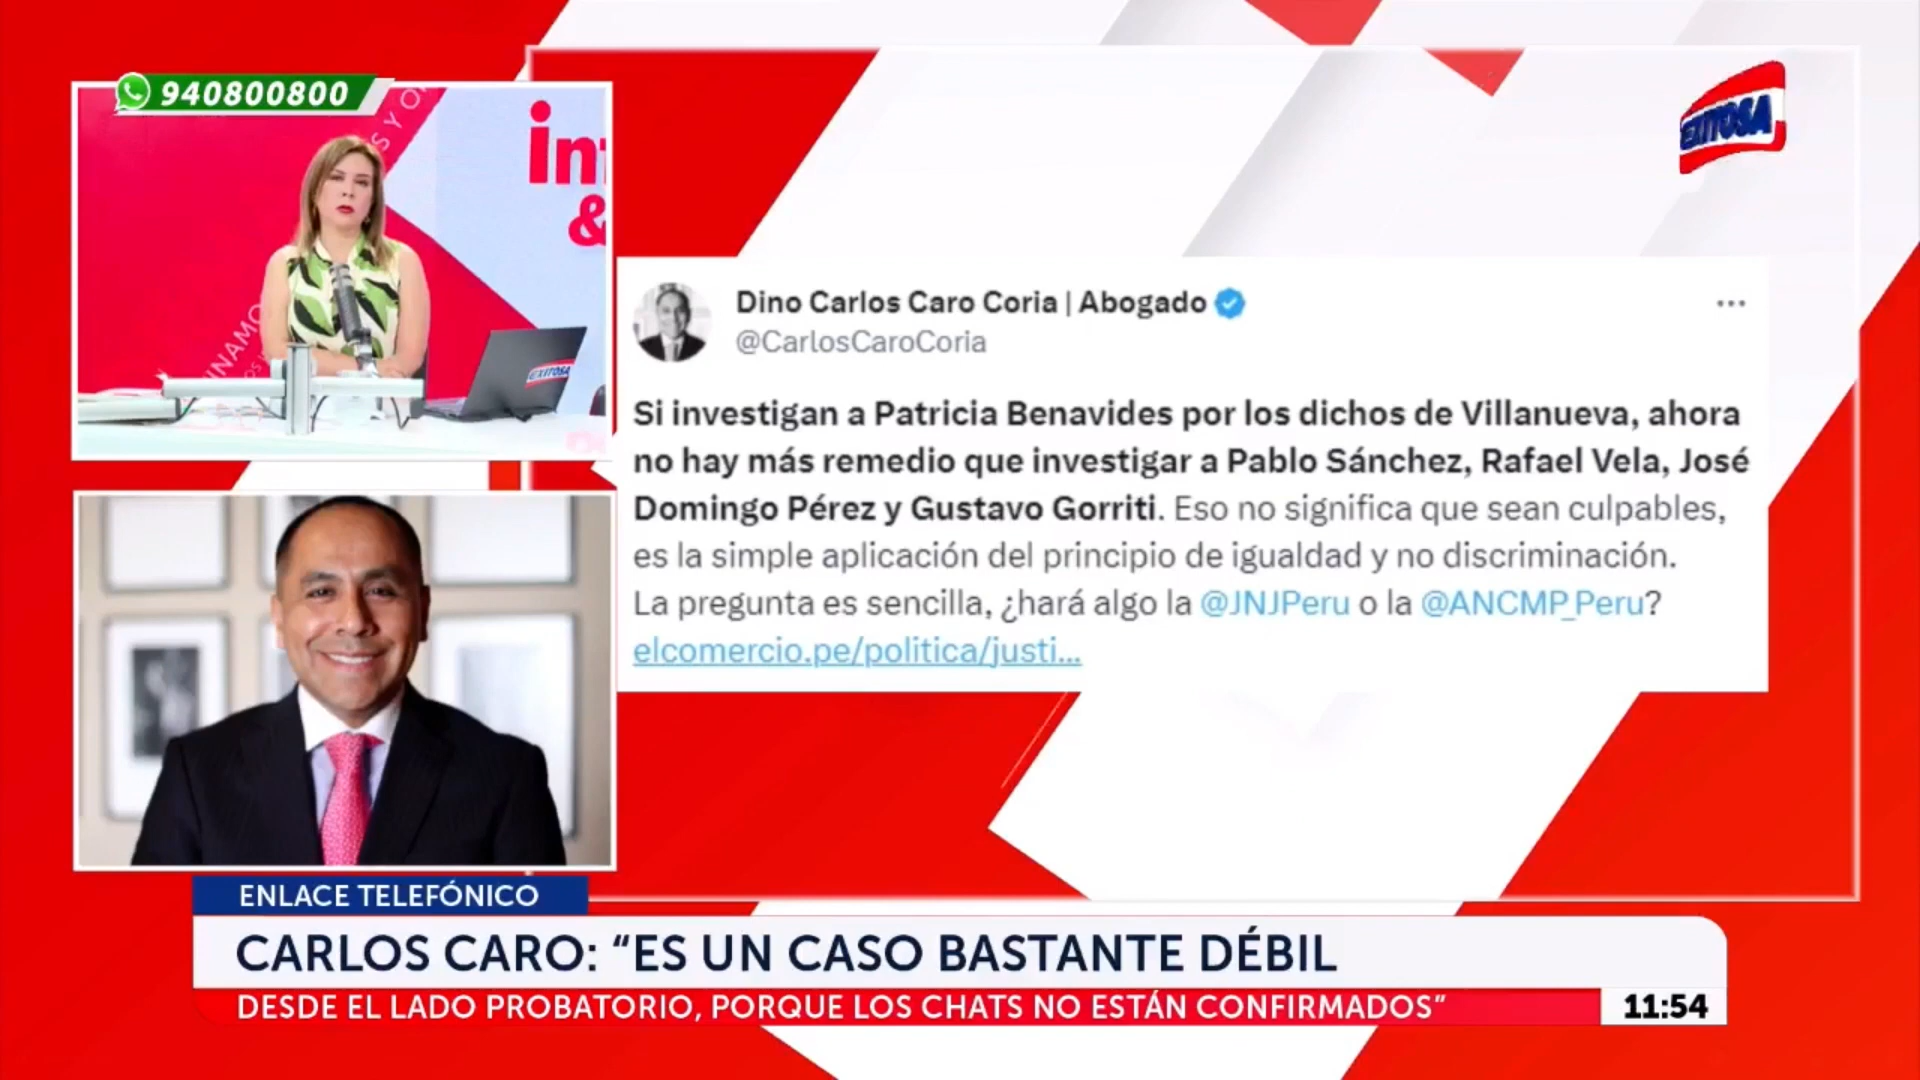 940800800
EXITOSA
int
&
EXITOSA
Dino Carlos Caro Coria | Abogado
@CarlosCaroCoria
Si investigan a Patricia Benavides por los dichos de Villanueva, ahora
no hay más remedio que investigar a Pablo Sánchez, Rafael Vela, José
Domingo Pérez y Gustavo Gorriti. Eso no significa que sean culpables,
es la simple aplicación del principio de igualdad y no discriminación.
La pregunta es sencilla, ¿hará algo la @JNJPeru o la @ANCMP_Peru?
elcomercio.pe/politica/justi...
ENLACE TELEFÓNICO
CARLOS CARO: “ES UN CASO BASTANTE DÉBIL
DESDE EL LADO PROBATORIO, PORQUE LOS CHATS NO ESTÁN CONFIRMADOS”
11:54